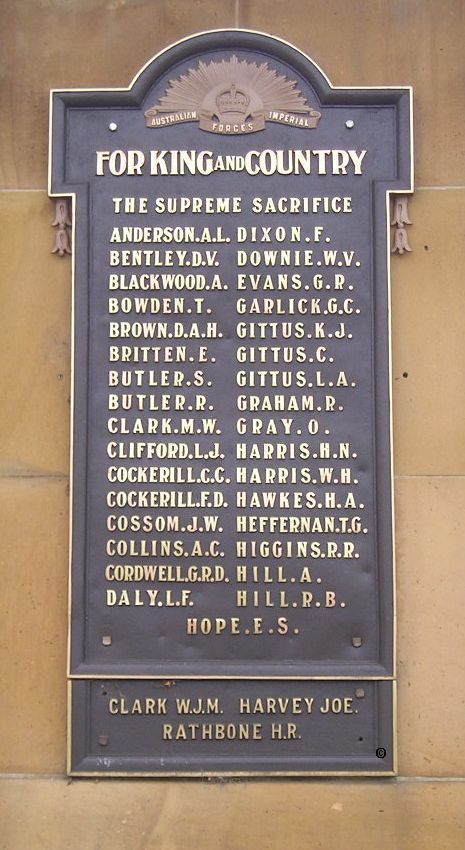 AUSTRALIAN IMPERIAL
FORCES
FOR KING AND COUNTRY
THE SUPREME SACRIFICE
ANDERSON.A.L. DIXON.F.
BENTLEY.D.V. DOWNIE.W.V.
BLACKWOOD.A. EVANS.G.R.
BOWDEN.T. GARLICK.G.C.
BROWN.D.A.H. GITTUS.K.J.
BRITTEN.E. GITTUS.C.
BUTLER.S. GITTUS.L.A.
BUTLER.R. GRAHAM.R.
CLARK.M.W. GRAY.O.
CLIFFORD.L.J. HARRIS.H.N.
COCKERILL.C.C. HARRIS.W.H.
COCKERILL.F.D. HAWKES.H.A.
COSSOM.J.W. HEFFERNAN.T.G.
COLLINS.A.C. HIGGINS.R.R.
CORDWELL.G.R.D. HILL.A.
DALY.L.F. HILL.R.B.
HOPE.E.S.
CLARK W.J.M. HARVEY JOE.
RATHBONE H.R.
©